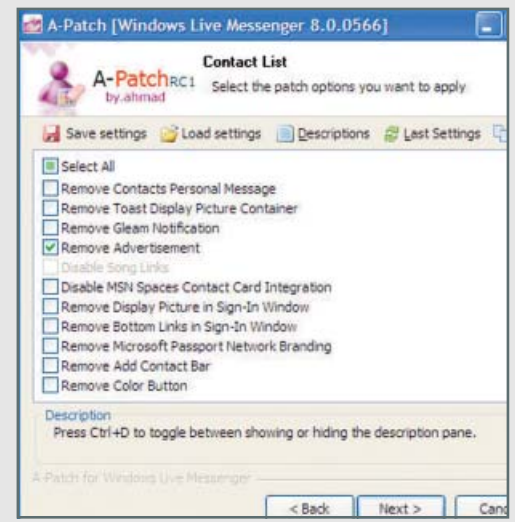 A-Patch [Windows Live Messenger 8.0.0566]
Contact List
A-PatchRC1
by.ahmad
Select the patch options you want to apply
Save settings Load settings Descriptions Last Settings
Select All
Remove Contacts Personal Message
Remove Toast Display Picture Container
Remove Gleam Notification
Remove Advertisement
Disable Song Links
Disable MSN Spaces Contact Card Integration
Remove Display Picture in Sign-In Window
Remove Bottom Links in Sign-In Window
Remove Microsoft Passport Network Branding
Remove Add Contact Bar
Remove Color Button
Description
Press Ctrl+D to toggle between showing or hiding the description pane.
A-Patch for Windows Live Messenger
< Back Next > Canc